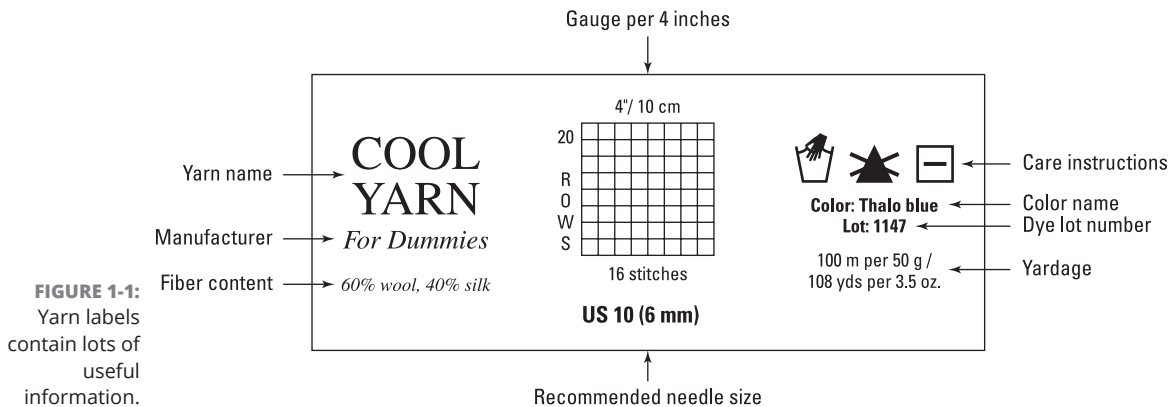 Gauge per 4 inches
4"/ 10 cm
20
R
O
W
S
16 stitches
US 10 (6 mm)
COOL
YARN
For Dummies
60% wool, 40% silk
Yarn name
Manufacturer
Fiber content
Color: Thalo blue
Lot: 1147
100 m per 50 g /
108 yds per 3.5 oz.
Care instructions
Color name
Dye lot number
Yardage
Recommended needle size
FIGURE 1-1:
Yarn labels
contain lots of
useful
information.